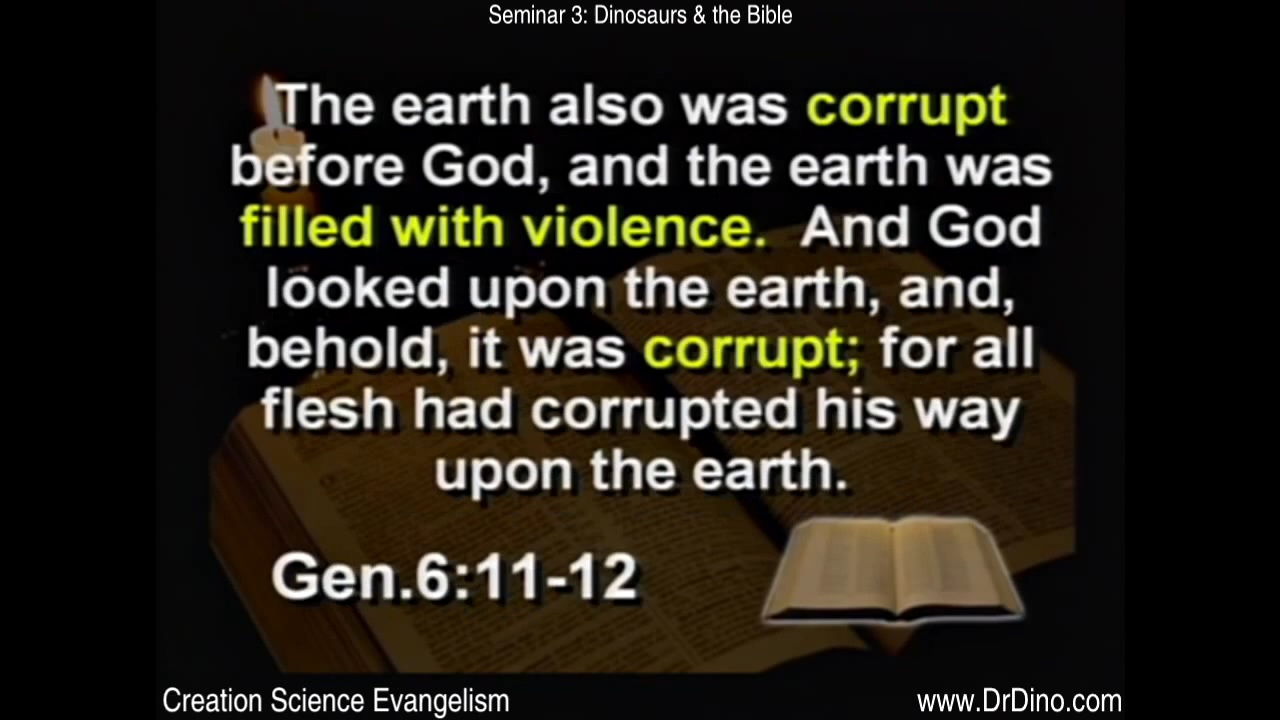 Seminar 3: Dinosaurs & the Bible
The earth also was corrupt
before God, and the earth was
filled with violence. And God
looked upon the earth, and,
behold, it was corrupt; for all
flesh had corrupted his way
upon the earth.
Gen.6:11-12
Creation Science Evangelism
www.DrDino.com